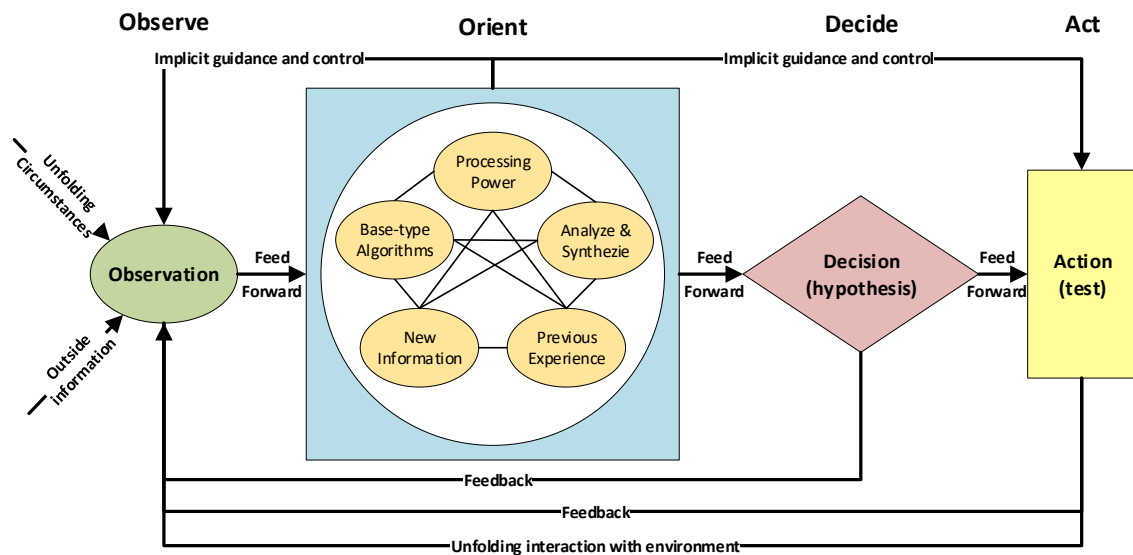 Observe
Orient
Decide
Act
Implicit guidance and control
Implicit guidance and control
Unfolding
Circumstances
Outside
information
Observation
Feed
Forward
Processing
Power
Base-type
Algorithms
Analyze &
Synthezie
New
Information
Previous
Experience
Feed
Forward
Decision
(hypothesis)
Feed
Forward
Action
(test)
Feedback
Feedback
Unfolding interaction with environment